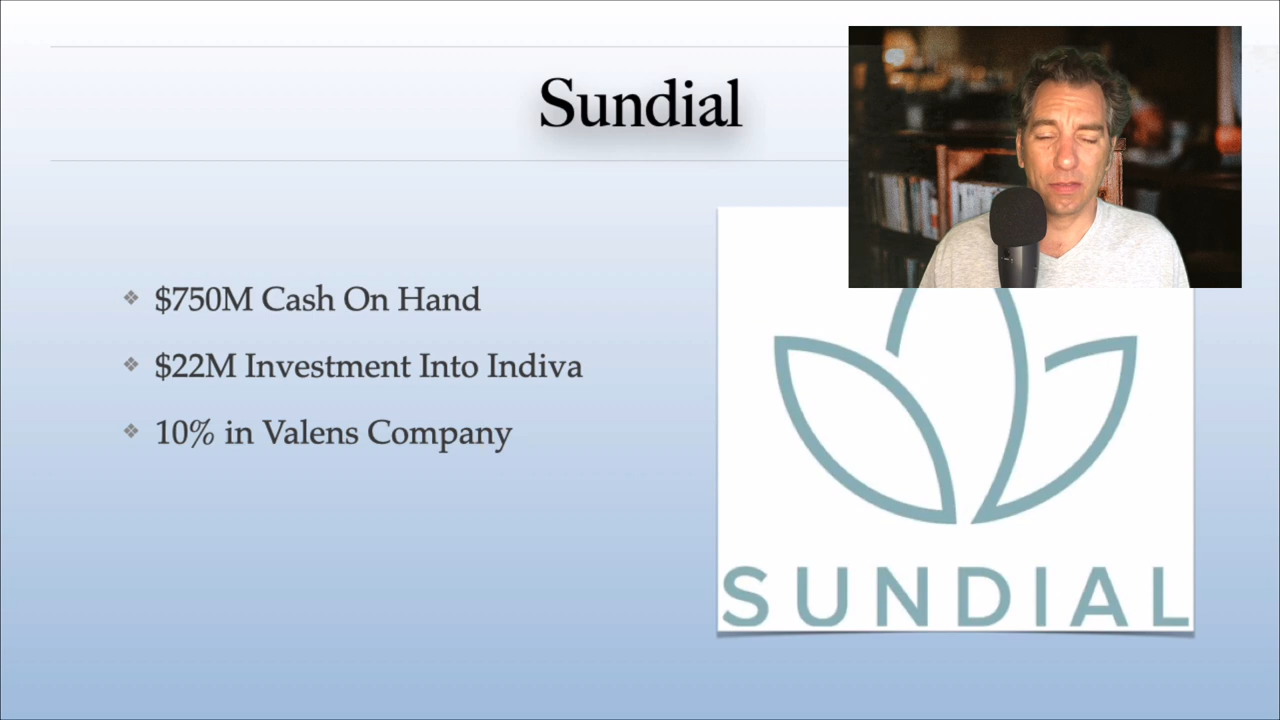 Sundial
$750M Cash On Hand
$22M Investment Into Indiva
10% in Valens Company
SUNDIAL